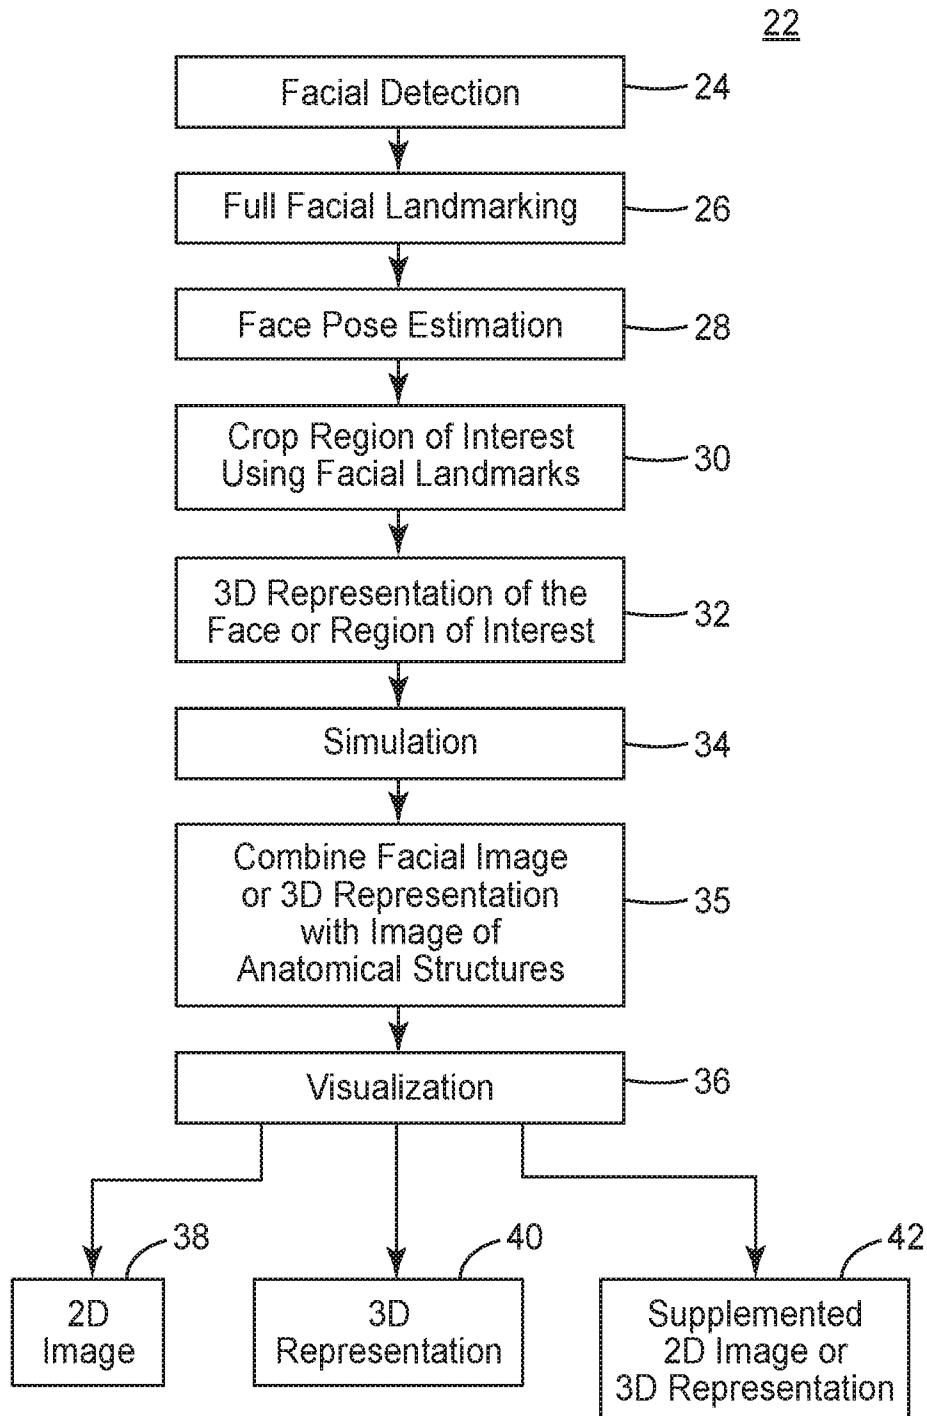 22
Facial Detection
24
Full Facial Landmarking
26
Face Pose Estimation
28
Crop Region of Interest
Using Facial Landmarks
30
3D Representation of the
Face or Region of Interest
32
Simulation
34
Combine Facial Image
or 3D Representation
with Image of
Anatomical Structures
35
Visualization
36
38
2D
Image
40
3D
Representation
42
Supplemented
2D Image or
3D Representation